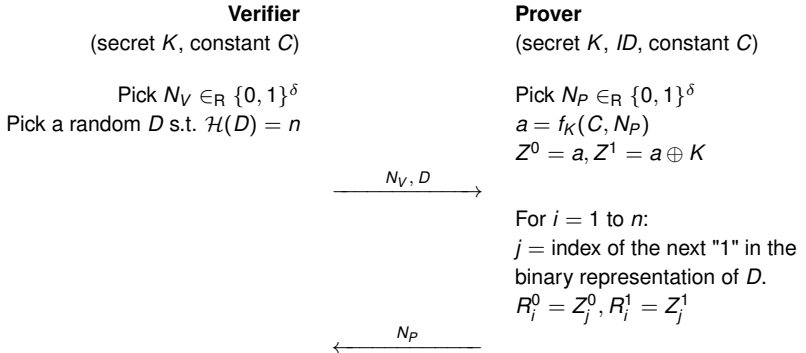 Verifier
(secret K, constant C)
Pick N_V ∈_R {0, 1}^δ
Pick a random D s.t. ℋ(D) = n
Prover
(secret K, ID, constant C)
Pick N_P ∈_R {0, 1}^δ
a = f_K(C, N_P)
Z^0 = a, Z^1 = a ⊕ K
N_V, D
For i = 1 to n:
j = index of the next "1" in the
binary representation of D.
R_i^0 = Z_j^0, R_i^1 = Z_j^1
N_P